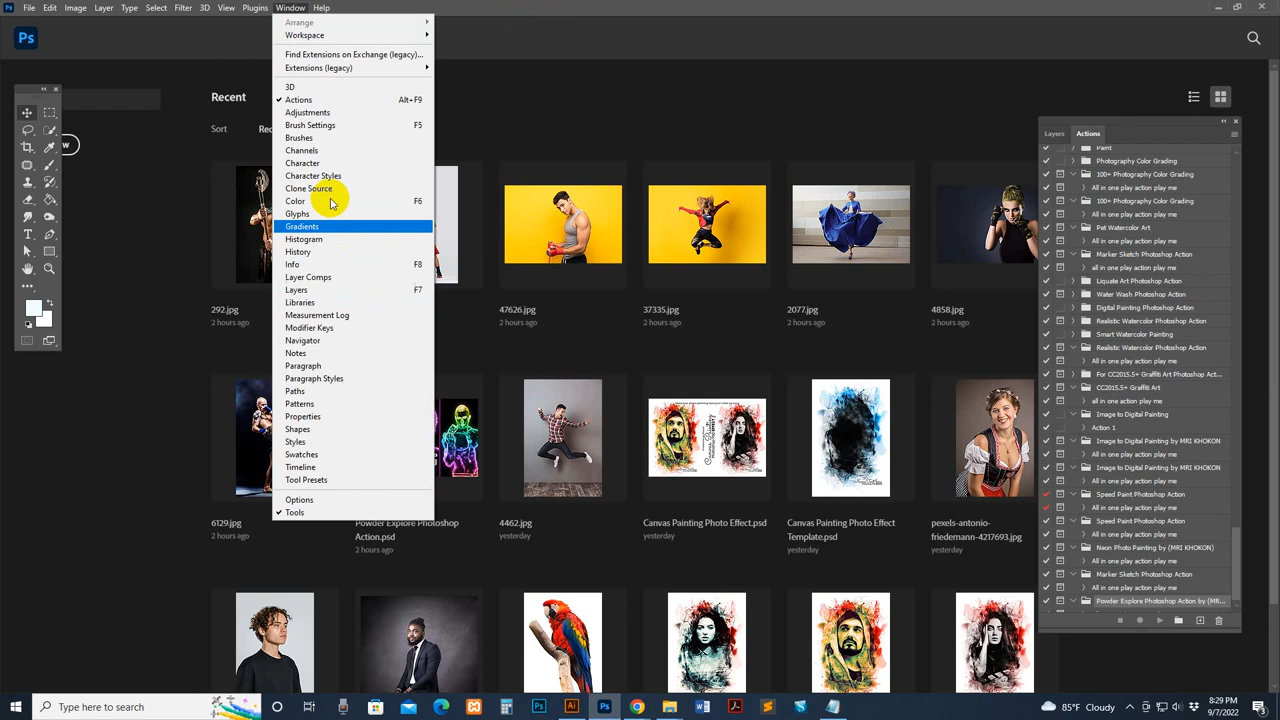 File Edit Image Layer Type Select Filter 3D View Plugins Window Help
Ps
Arrange
Workspace
Find Extensions on Exchange (legacy)...
Extensions (legacy)
3D
Actions Alt+F9
Adjustments
Brush Settings F5
Brushes
Channels
Character
Character Styles
Clone Source
Color F6
Glyphs
Gradients
Histogram
History
Info F8
Layer Comps
Layers F7
Libraries
Measurement Log
Modifier Keys
Navigator
Notes
Paragraph
Paragraph Styles
Paths
Patterns
Properties
Shapes
Styles
Swatches
Timeline
Tool Presets
Options
Tools
Recent
Sort Rec
w
292.jpg
2 hours ago
47626.jpg
2 hours ago
37335.jpg
2 hours ago
2077.jpg
2 hours ago
4858.jpg
2 hours ago
6129.jpg
2 hours ago
Powder Explore Photoshop
Action.psd
2 hours ago
4462.jpg
yesterday
Canvas Painting Photo Effect.psd
yesterday
Canvas Painting Photo Effect
Template.psd
yesterday
pexels-antonio-
friedemann-4217693.jpg
yesterday
Layers Actions
Paint
Photography Color Grading
100+ Photography Color Grading
All in one play action play me
100+ Photography Color Grading
All in one play action play me
Pet Watercolor Art
All in one play action play me
Marker Sketch Photoshop Action
all in one play action play me
Liquate Art Photoshop Action
Water Wash Photoshop Action
Digital Painting Photoshop Action
Realistic Watercolor Photoshop Action
Smart Watercolor Painting
Realistic Watercolor Photoshop Action
All in one play action play me
For CC2015.5+ Graffiti Art Photoshop Act...
CC2015.5+ Graffiti Art
all in one play action play me
Image to Digital Painting
Action 1
Image to Digital Painting by MRI KHOKON
All in one play action play me
Image to Digital Painting by MRI KHOKON
All in one play action play me
Speed Paint Photoshop Action
All in one play action play me
Speed Paint Photoshop Action
All in one play action play me
Neon Photo Painting by (MRI KHOKON)
All in one play action play me
Marker Sketch Photoshop Action
All in one play action play me
Powder Explore Photoshop Action by (MR...
Type here to search
Ps Ai Ps
85°F Cloudy
8:29 PM
9/7/2022